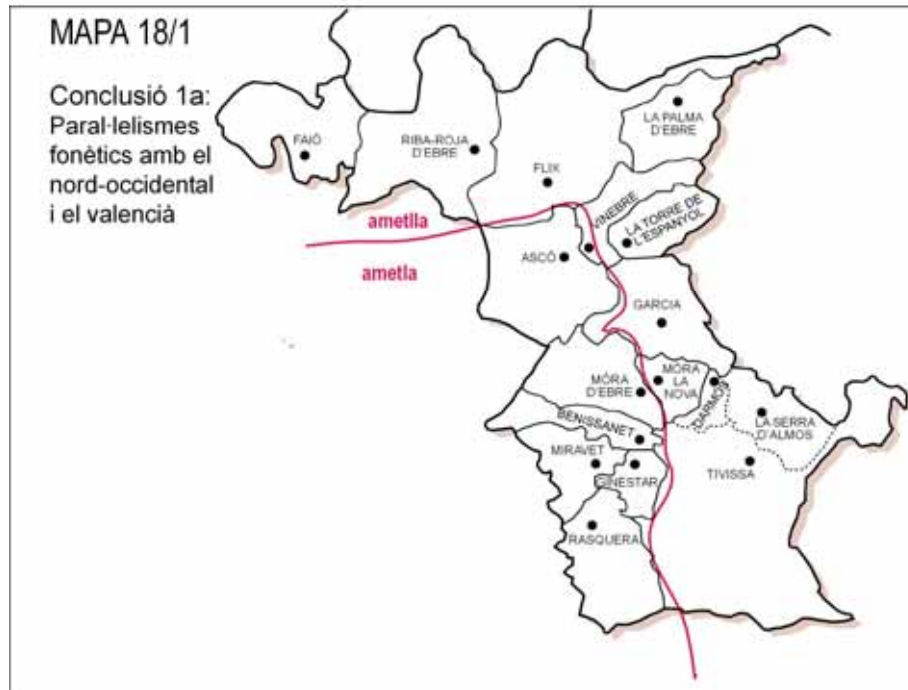 MAPA 18/1
Conclusió 1a:
Paral·lelismes
fonètics amb el
nord-occidental
i el valencià
LA PALMA
D'EBRE
FAIÓ
RIBA-ROJA
D'EBRE
FLIX
ametlla
ametla
VINEBRE
LA TORRE DE
L'ESPANYOL
ASCÓ
GARCIA
MÓRA
D'EBRE
MÓRA
LA
NOVA
DARMÓS
LA SERRA
D'ALMOS
BENISSANET
MIRAVET
GINESTAR
TIVISSA
RASQUERA